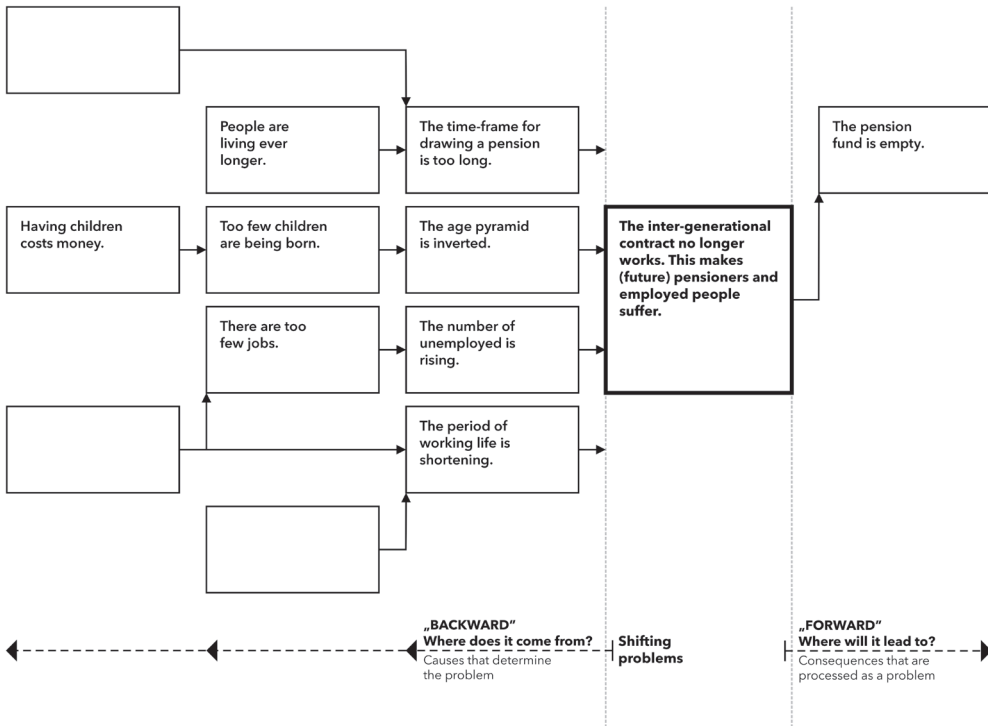 People are
living ever
longer.
The time-frame for
drawing a pension
is too long.
The pension
fund is empty.
Having children
costs money.
Too few children
are being born.
The age pyramid
is inverted.
The inter-generational
contract no longer
works. This makes
(future) pensioners and
employed people
suffer.
There are too
few jobs.
The number of
unemployed is
rising.
The period of
working life is
shortening.
„BACKWARD”
Where does it come from?
Causes that determine
the problem
Shifting
problems
„FORWARD”
Where will it lead to?
Consequences that are
processed as a problem